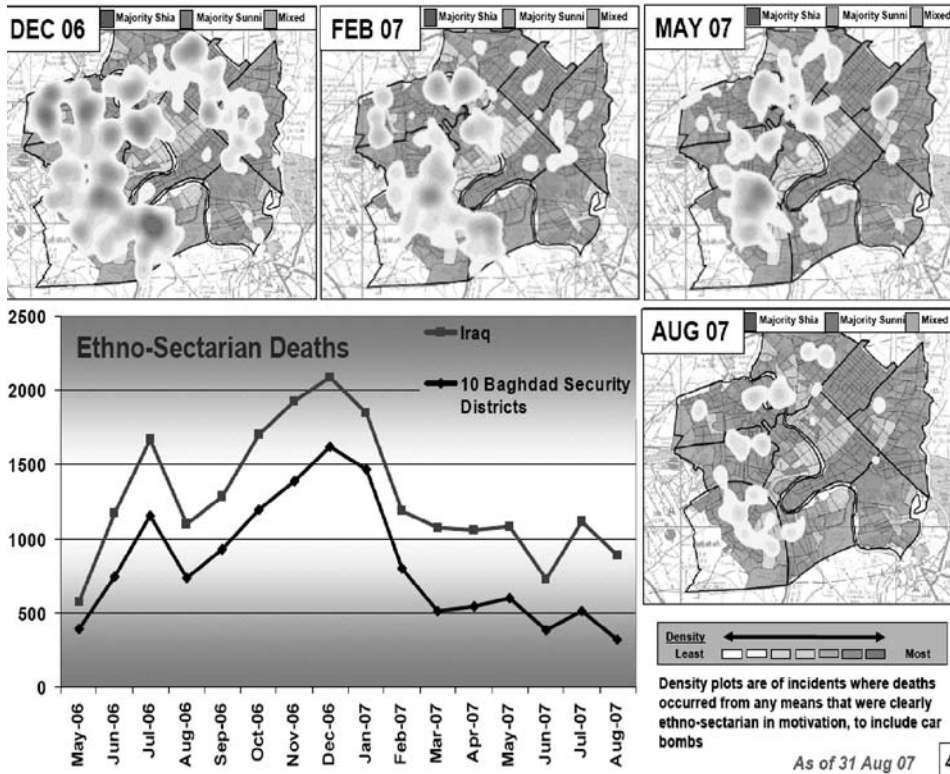 DEC 06
Majority Shia Majority Sunni Mixed
FEB 07
Majority Shia Majority Sunni Mixed
MAY 07
Majority Shia Majority Sunni Mixed
Ethno-Sectarian Deaths
Iraq
10 Baghdad Security
Districts
2500
2000
1500
1000
500
0
May-06
Jun-06
Jul-06
Aug-06
Sep-06
Oct-06
Nov-06
Dec-06
Jan-07
Feb-07
Mar-07
Apr-07
May-07
Jun-07
Jul-07
Aug-07
AUG 07
Majority Shia Majority Sunni Mixed
Density
Least Most
Density plots are of incidents where deaths
occurred from any means that were clearly
ethno-sectarian in motivation, to include car
bombs
As of 31 Aug 07